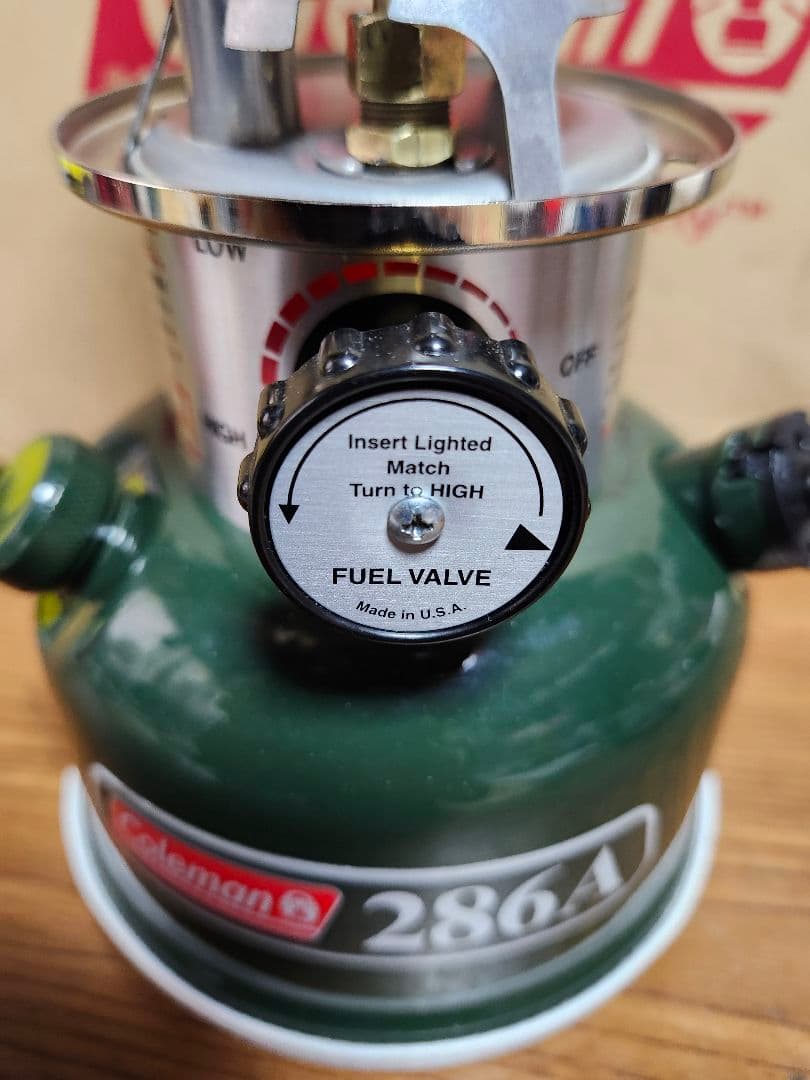 LOW
OFF
HIGH
Insert Lighted
Match
Turn to HIGH
FUEL VALVE
Made in U.S.A.
Coleman
286A